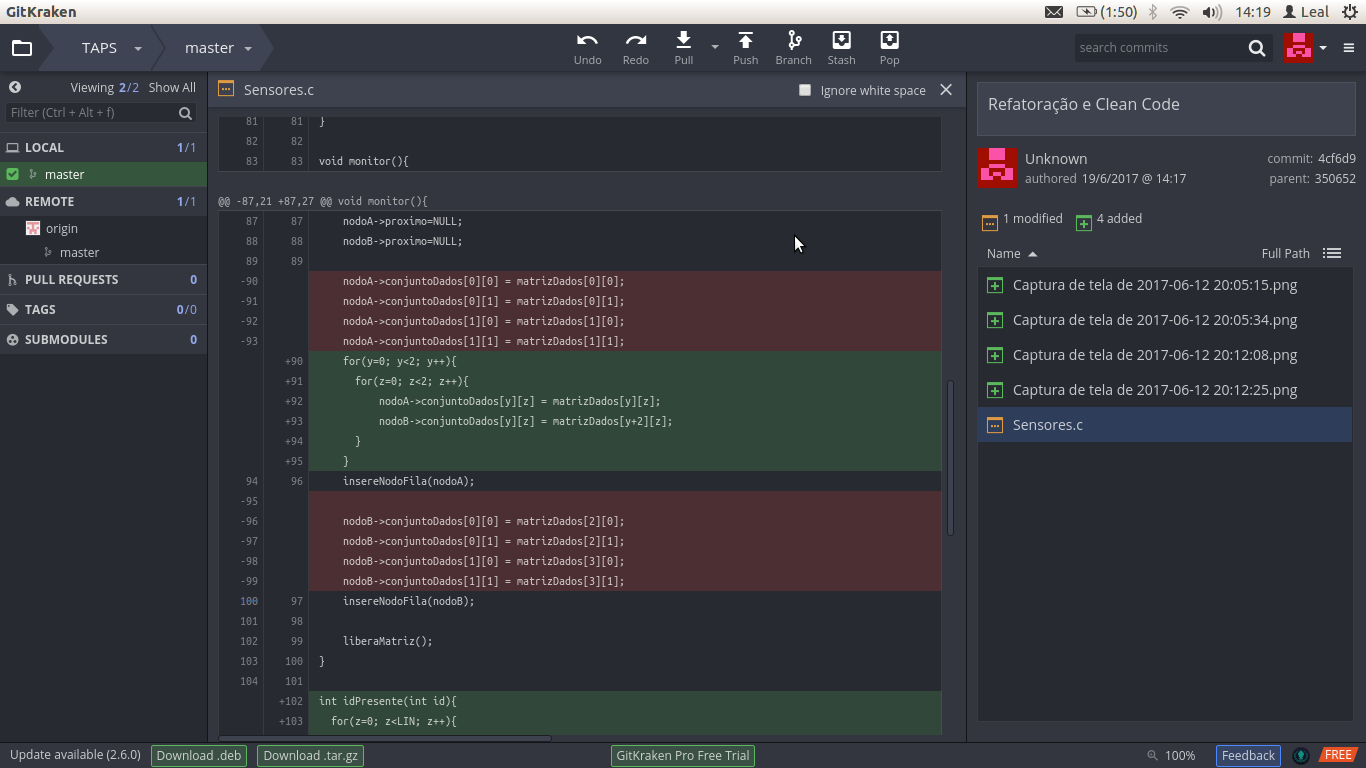 GitKraken
(1:50) 14:19 Leal
TAPS master
Undo Redo Pull Push Branch Stash Pop
search commits
Viewing 2/2 Show All
Filter (Ctrl + Alt + f)
LOCAL 1/1
master
REMOTE 1/1
origin
master
PULL REQUESTS 0
TAGS 0/0
SUBMODULES 0
Sensores.c
Ignore white space
81 81 }
82 82
83 83 void monitor(){
@@ -87,21 +87,27 @@ void monitor(){
87 87 nodoA->proximo=NULL;
88 88 nodoB->proximo=NULL;
89 89
-90 nodoA->conjuntoDados[0][0] = matrizDados[0][0];
-91 nodoA->conjuntoDados[0][1] = matrizDados[0][1];
-92 nodoA->conjuntoDados[1][0] = matrizDados[1][0];
-93 nodoA->conjuntoDados[1][1] = matrizDados[1][1];
+90 for(y=0; y<2; y++){
+91 for(z=0; z<2; z++){
+92 nodoA->conjuntoDados[y][z] = matrizDados[y][z];
+93 nodoB->conjuntoDados[y][z] = matrizDados[y+2][z];
+94 }
+95 }
94 96 insereNodoFila(nodoA);
-95
-96 nodoB->conjuntoDados[0][0] = matrizDados[2][0];
-97 nodoB->conjuntoDados[0][1] = matrizDados[2][1];
-98 nodoB->conjuntoDados[1][0] = matrizDados[3][0];
-99 nodoB->conjuntoDados[1][1] = matrizDados[3][1];
100 97 insereNodoFila(nodoB);
101 98
102 99 liberaMatriz();
103 100 }
104 101
+102 int idPresente(int id){
+103 for(z=0; z<LIN; z++){
Refatoração e Clean Code
Unknown commit: 4cf6d9
authored 19/6/2017 @ 14:17 parent: 350652
1 modified 4 added
Name Full Path
Captura de tela de 2017-06-12 20:05:15.png
Captura de tela de 2017-06-12 20:05:34.png
Captura de tela de 2017-06-12 20:12:08.png
Captura de tela de 2017-06-12 20:12:25.png
Sensores.c
Update available (2.6.0) Download .deb Download .tar.gz GitKraken Pro Free Trial 100% Feedback FREE